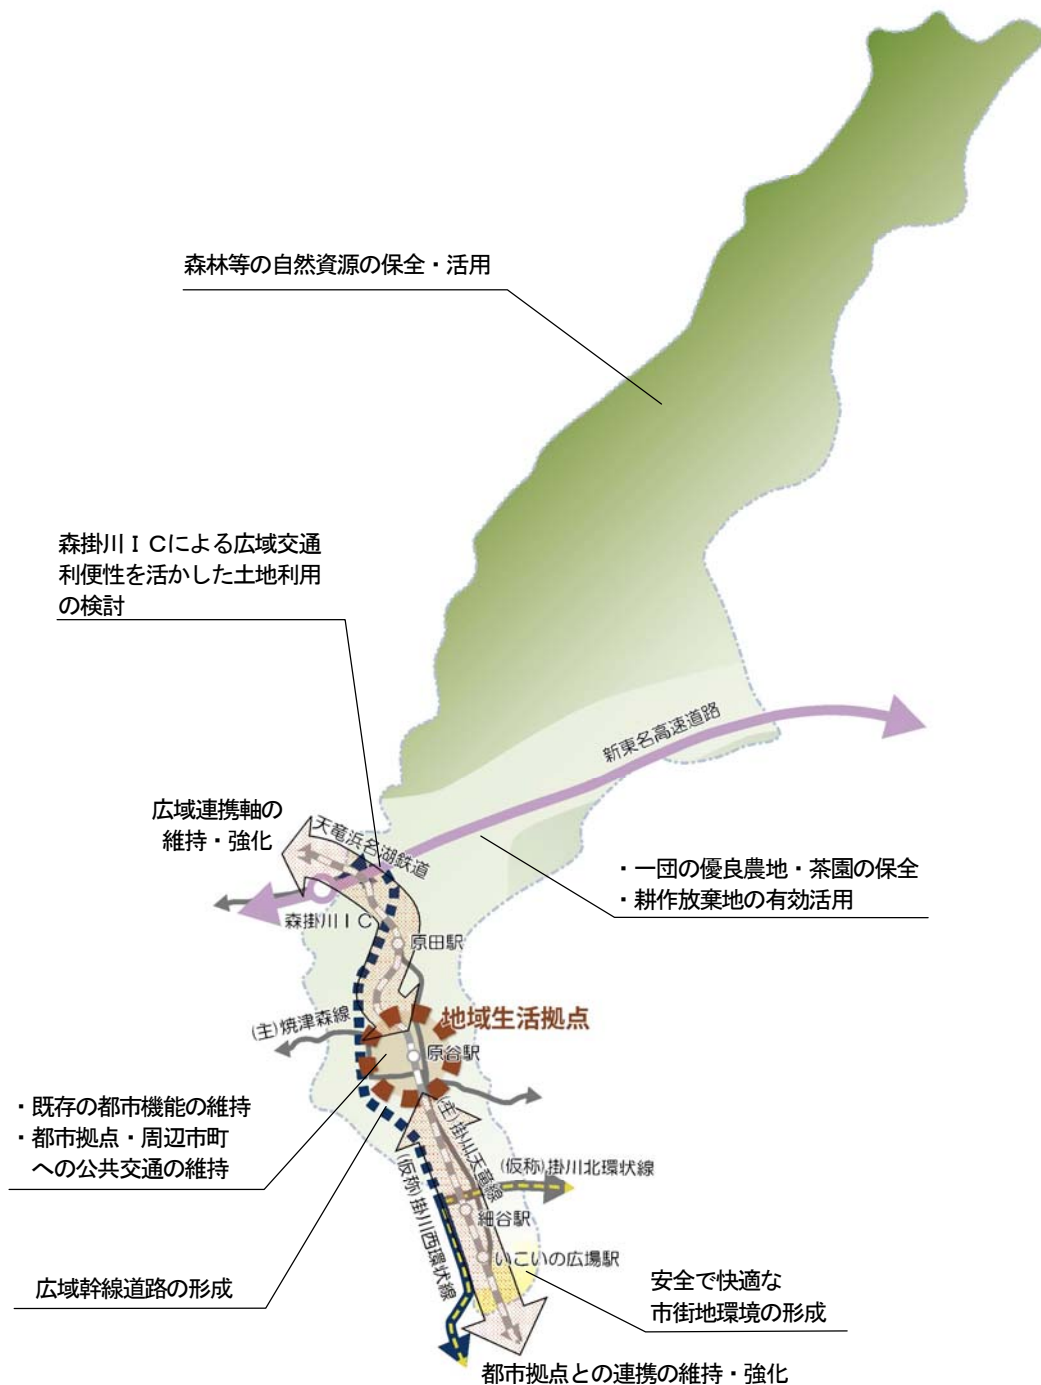 森林等の自然資源の保全・活用
森掛川ＩＣによる広域交通
利便性を活かした土地利用
の検討
新東名高速道路
広域連携軸の
維持・強化
天竜浜名湖鉄道
・一団の優良農地・茶園の保全
・耕作放棄地の有効活用
森掛川ＩＣ
原田駅
地域生活拠点
(主)焼津森線
原谷駅
・既存の都市機能の維持
・都市拠点・周辺市町
への公共交通の維持
(主)掛川天竜線
(仮称)掛川北環状線
(仮称)掛川西環状線
細谷駅
いこいの広場駅
広域幹線道路の形成
安全で快適な
市街地環境の形成
都市拠点との連携の維持・強化